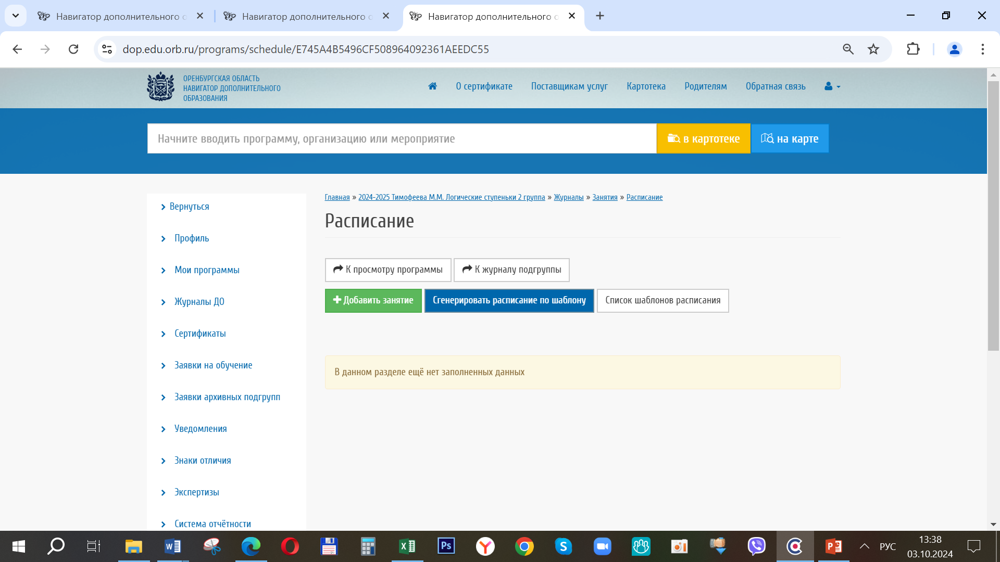 Навигатор дополнительного о
Навигатор дополнительного о
Навигатор дополнительного о
dop.edu.orb.ru/programs/schedule/E745A4B5496CF508964092361AEEDC55
ОРЕНБУРГСКАЯ ОБЛАСТЬ
НАВИГАТОР ДОПОЛНИТЕЛЬНОГО
ОБРАЗОВАНИЯ
О сертификате Поставщикам услуг Картотека Родителям Обратная связь
Начните вводить программу, организацию или мероприятие
в картотеке
на карте
Вернуться
Профиль
Мои программы
Журналы ДО
Сертификаты
Заявки на обучение
Заявки архивных подгрупп
Уведомления
Знаки отличия
Экспертизы
Система отчётности
Главная » 2024-2025 Тимофеева М.М. Логические ступеньки 2 группа » Журналы » Занятия » Расписание
Расписание
К просмотру программы К журналу подгруппы
Добавить занятие Сгенерировать расписание по шаблону Список шаблонов расписания
В данном разделе ещё нет заполненных данных
РУС
13:38
03.10.2024